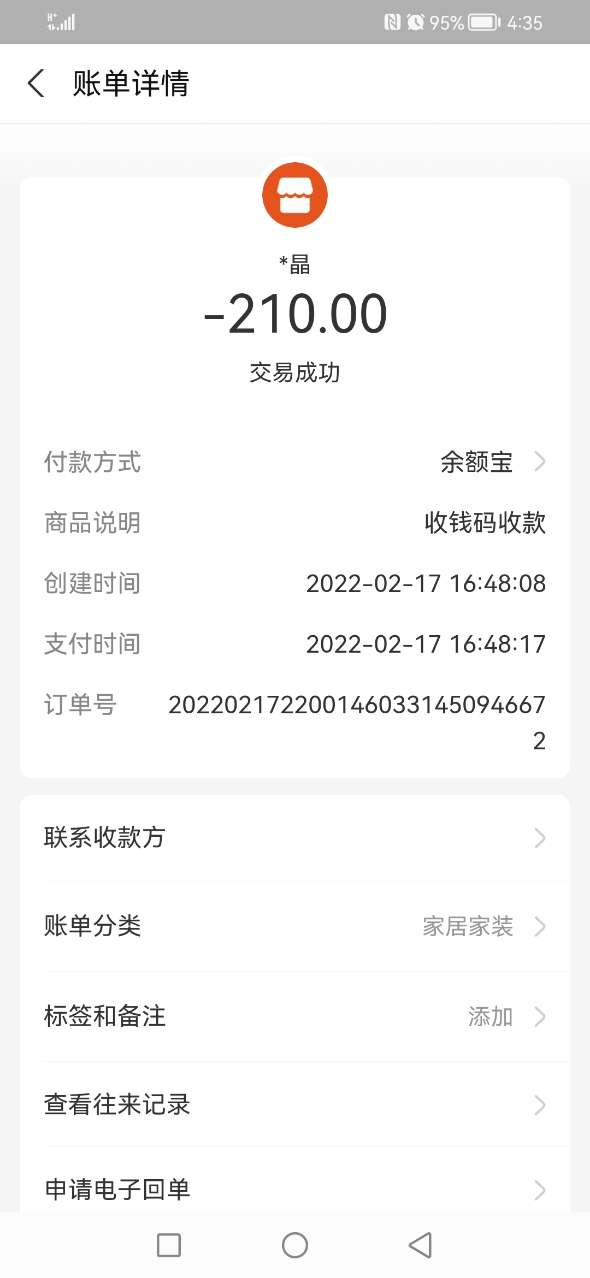 95% 4:35
账单详情
*晶
-210.00
交易成功
付款方式 余额宝
商品说明 收钱码收款
创建时间 2022-02-17 16:48:08
支付时间 2022-02-17 16:48:17
订单号 202202172200146033145094667
2
联系收款方
账单分类 家居家装
标签和备注 添加
查看往来记录
申请电子回单